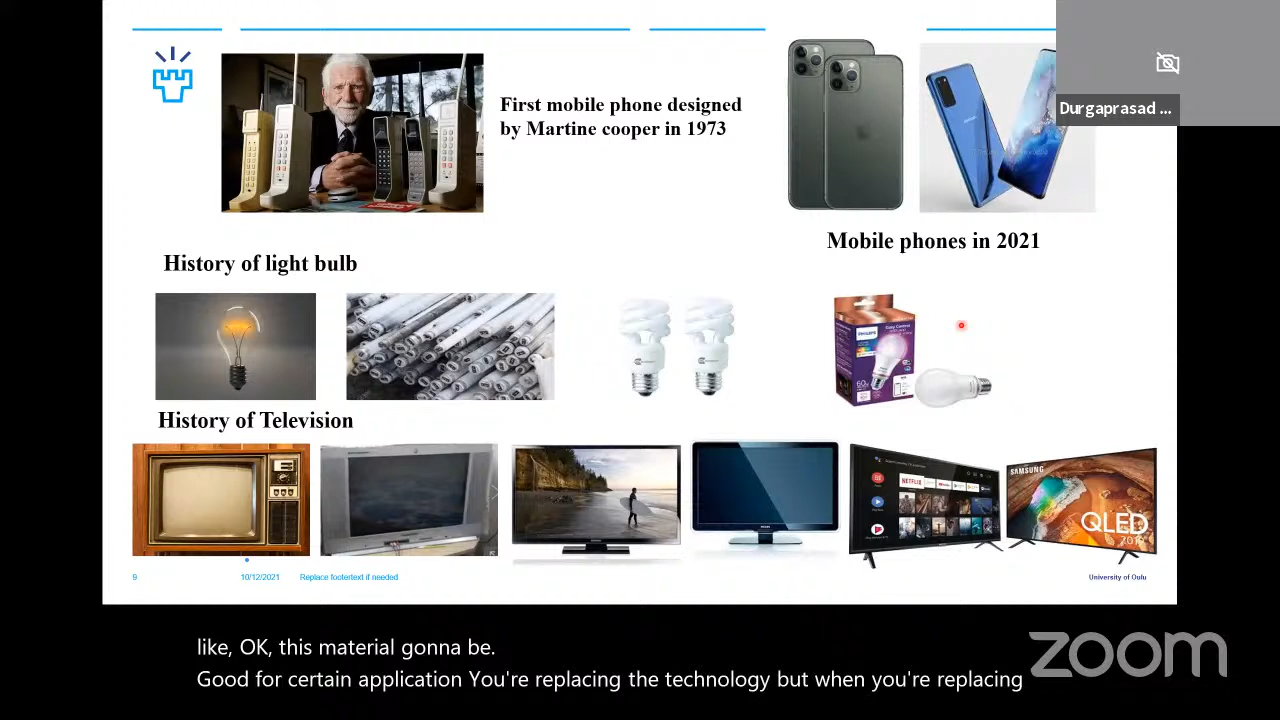 Durgaprasad ...
First mobile phone designed
by Martine cooper in 1973
Mobile phones in 2021
History of light bulb
PHILIPS
60
History of Television
NETFLIX
SAMSUNG
QLED
9
10/12/2021
Replace footertext if needed
University of Oulu
like, OK, this material gonna be.
Good for certain application You're replacing the technology but when you're replacing
zoom